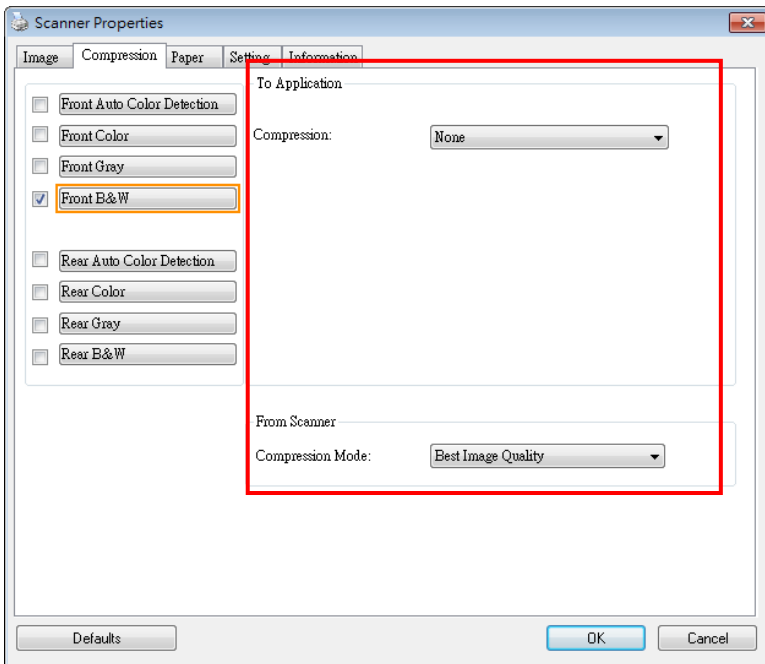 Scanner Properties
Image Compression Paper Setting Information
Front Auto Color Detection
Front Color
Front Gray
Front B&W
Rear Auto Color Detection
Rear Color
Rear Gray
Rear B&W
To Application
Compression: None
From Scanner
Compression Mode: Best Image Quality
Defaults OK Cancel